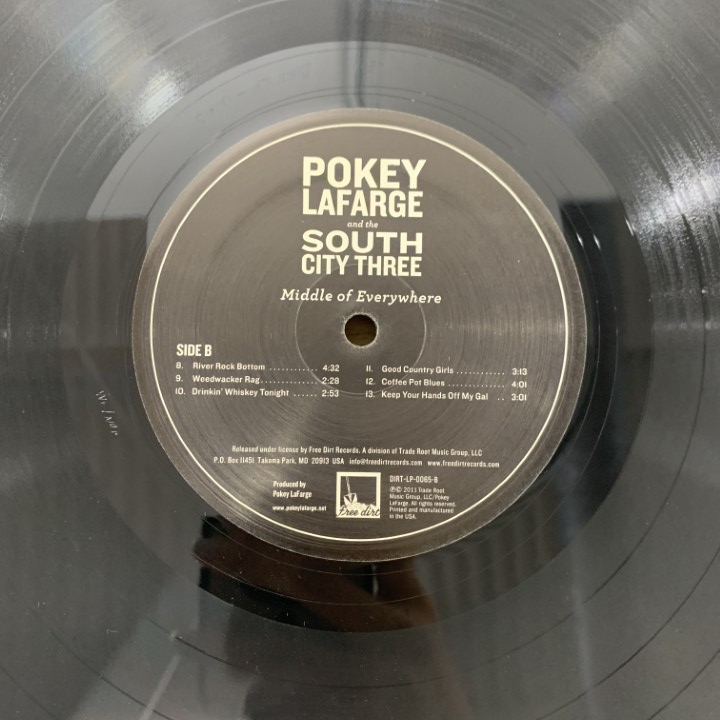 POKEY
LAFARGE
and the
SOUTH
CITY THREE
Middle of Everywhere
SIDE B
8. River Rock Bottom ............ 4:32
9. Weedwacker Rag ............ 2:28
10. Drinkin' Whiskey Tonight ...... 2:53
11. Good Country Girls ............ 3:13
12. Coffee Pot Blues ............ 4:01
13. Keep Your Hands Off My Gal .. 3:01
Released under license by Free Dirt Records. A division of Trade Root Music Group, LLC
P.O. Box 11451 Takoma Park, MD 20913 USA info@freedirtrecords.com www.freedirtrecords.com
Produced by
Pokey LaFarge
www.pokeylafarge.net
free dirt
DIRT-LP-0065-B
℗© 2011 Trade Root
Music Group, LLC/Pokey
LaFarge. All rights reserved.
Printed and manufactured
in the USA.